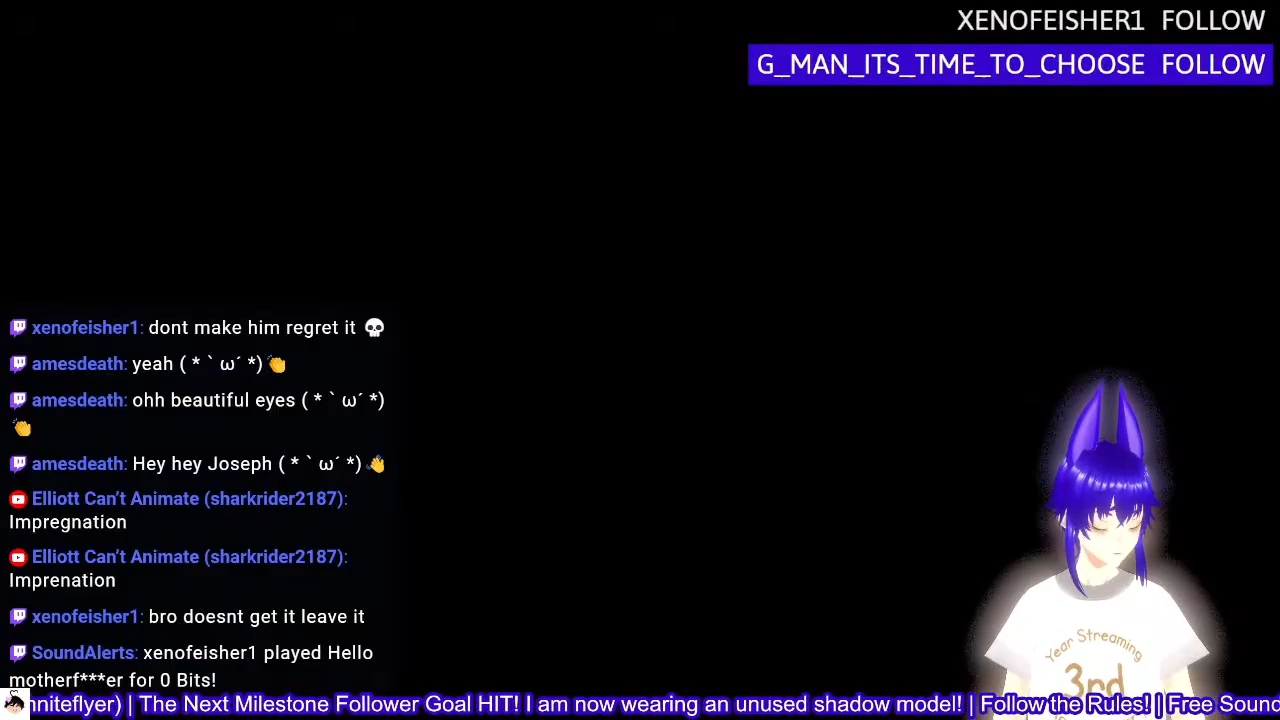 XENOFEISHER1 FOLLOW
G_MAN_ITS_TIME_TO_CHOOSE FOLLOW
xenofeisher1: dont make him regret it 💀
amesdeath: yeah ( * ` ω´ *)👏
amesdeath: ohh beautiful eyes ( * ` ω´ *)
👏
amesdeath: Hey hey Joseph ( * ` ω´ *)👋
Elliott Can’t Animate (sharkrider2187):
Impregnation
Elliott Can’t Animate (sharkrider2187):
Imprenation
xenofeisher1: bro doesnt get it leave it
SoundAlerts: xenofeisher1 played Hello
motherf***er for 0 Bits!
Year Streaming
3rd
hniteflyer) | The Next Milestone Follower Goal HIT! I am now wearing an unused shadow model! | Follow the Rules! | Free Sound